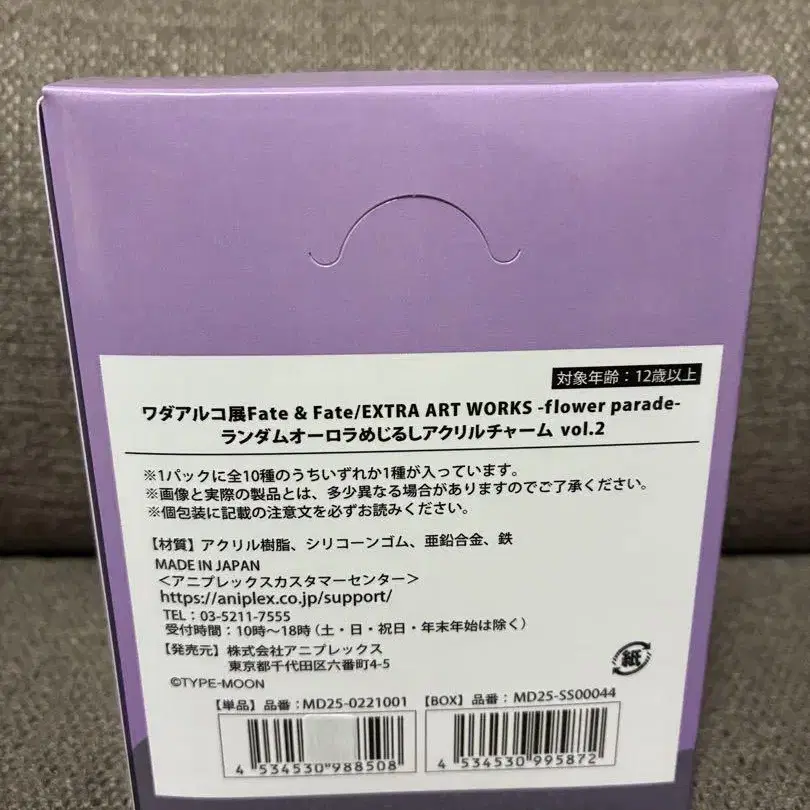 対象年齢：12歳以上
ワダアルコ展Fate & Fate/EXTRA ART WORKS -flower parade-
ランダムオーロラめじるしアクリルチャーム vol.2
※1パックに全10種のうちいずれか1種が入っています。
※画像と実際の製品とは、多少異なる場合がありますのでご了承ください。
※個包装に記載の注意文を必ずお読みください。
【材質】アクリル樹脂、シリコーンゴム、亜鉛合金、鉄
MADE IN JAPAN
＜アニプレックスカスタマーセンター＞
https://aniplex.co.jp/support/
TEL：03-5211-7555
受付時間：10時～18時（土・日・祝日・年末年始は除く）
【発売元】株式会社アニプレックス
東京都千代田区六番町4-5
紙
©TYPE-MOON
【単品】品番：MD25-0221001 【BOX】品番：MD25-SS00044
4 534530 988508 4 534530 995872